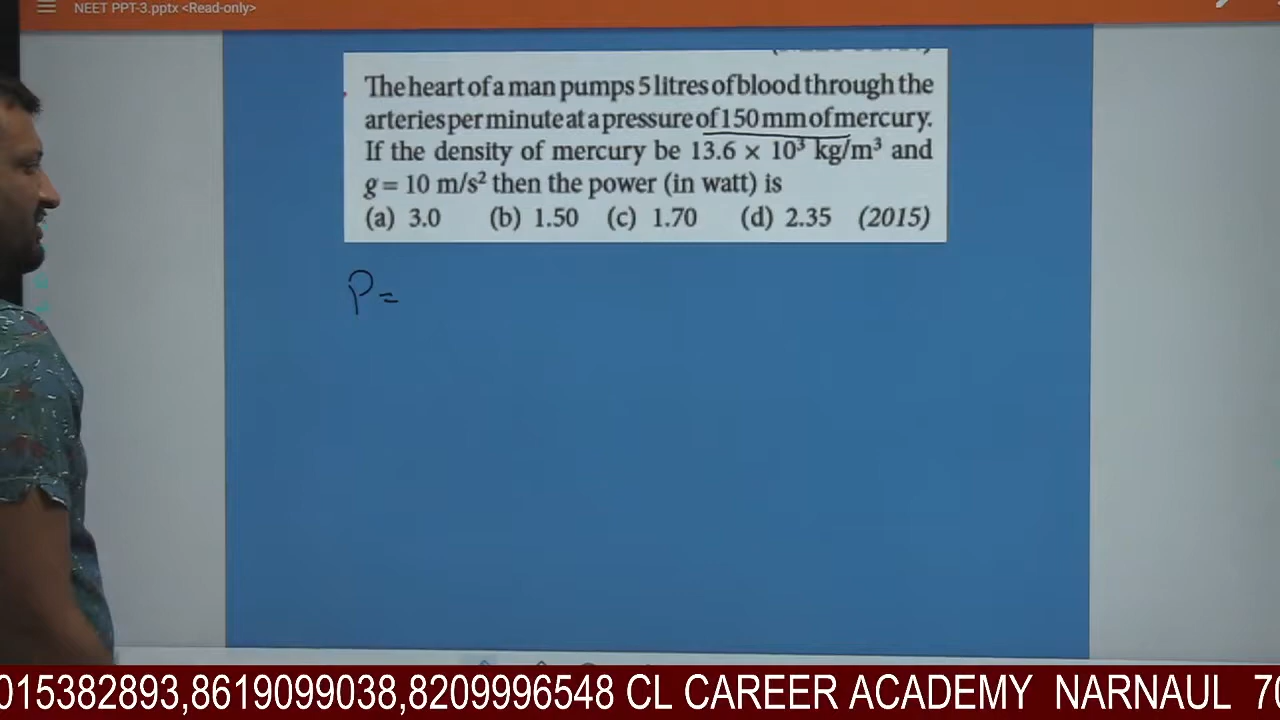 NEET PPT-3.pptx <Read-only>
The heart of a man pumps 5 litres of blood through the
arteries per minute at a pressure of 150 mm of mercury.
If the density of mercury be 13.6 × 10³ kg/m³ and
g = 10 m/s² then the power (in watt) is
(a) 3.0 (b) 1.50 (c) 1.70 (d) 2.35 (2015)
P=
015382893,8619099038,8209996548 CL CAREER ACADEMY NARNAUL 70